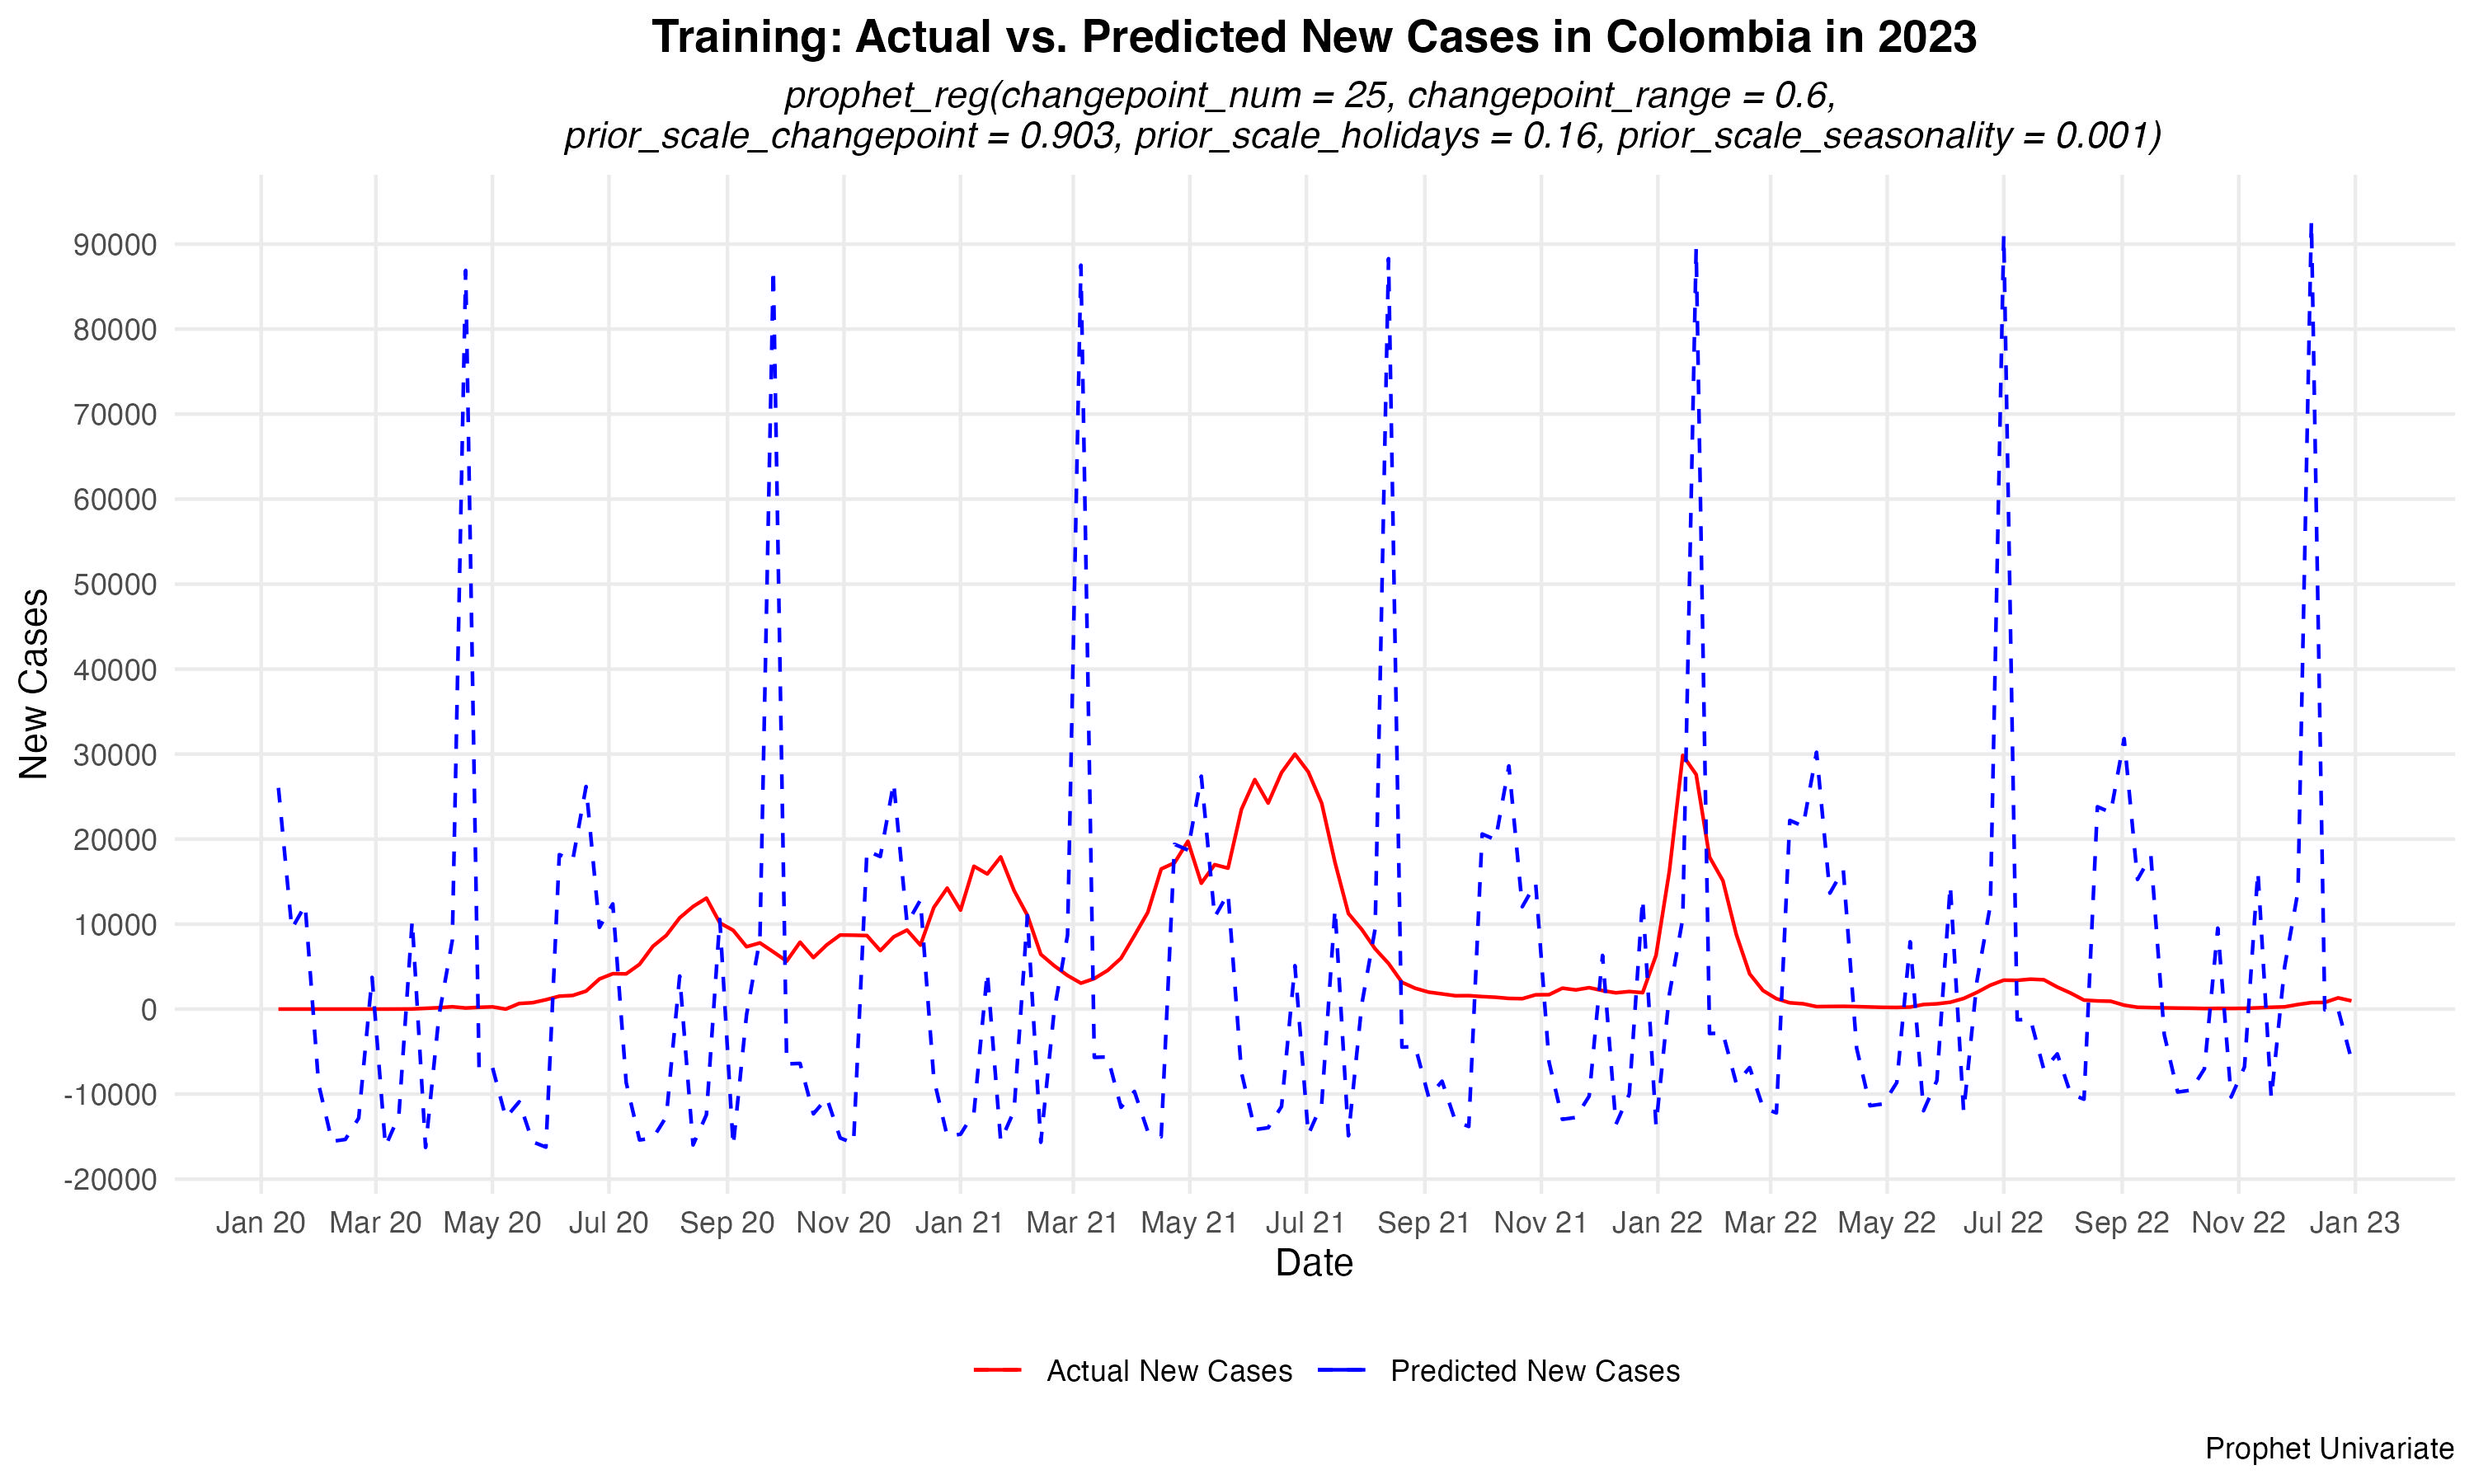 Training: Actual vs. Predicted New Cases in Colombia in 2023
prophet_reg(changepoint_num = 25, changepoint_range = 0.6,
prior_scale_changepoint = 0.903, prior_scale_holidays = 0.16, prior_scale_seasonality = 0.001)
90000
80000
70000
60000
50000
40000
30000
20000
10000
0
-10000
-20000
New Cases
Jan 20 Mar 20 May 20 Jul 20 Sep 20 Nov 20 Jan 21 Mar 21 May 21 Jul 21 Sep 21 Nov 21 Jan 22 Mar 22 May 22 Jul 22 Sep 22 Nov 22 Jan 23
Date
Actual New Cases Predicted New Cases
Prophet Univariate